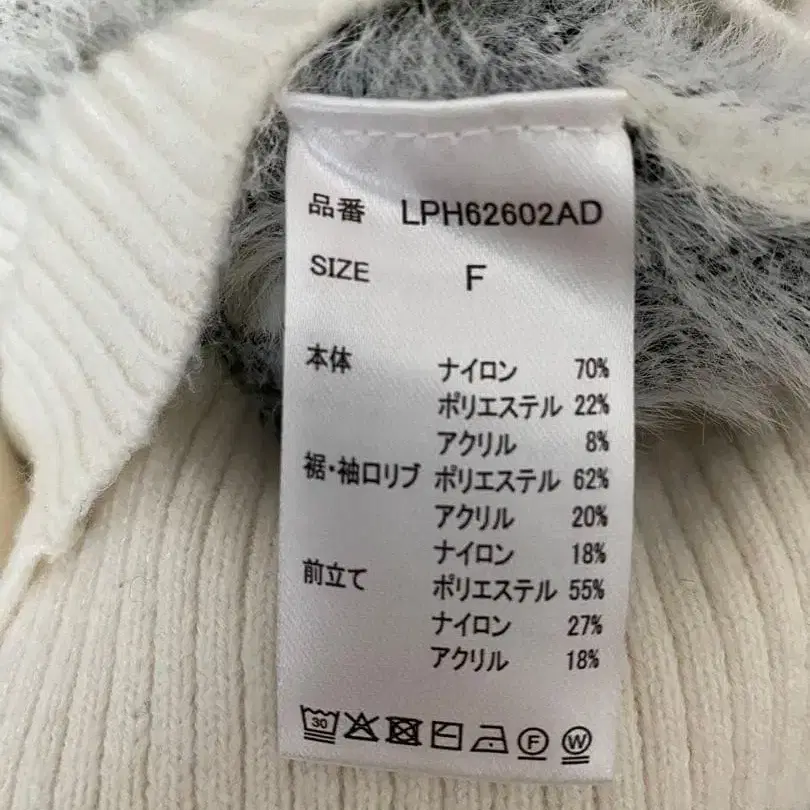 品番 LPH62602AD
SIZE F
本体 ナイロン 70%
ポリエステル 22%
アクリル 8%
裾・袖口リブ ポリエステル 62%
アクリル 20%
ナイロン 18%
前立て ポリエステル 55%
ナイロン 27%
アクリル 18%
30 F W